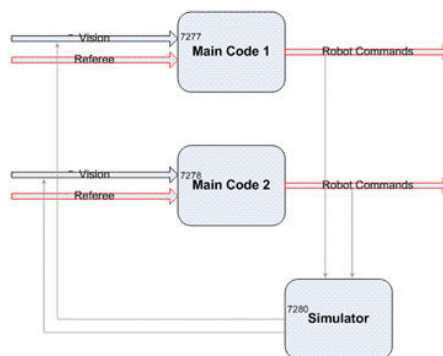 Vision
7277
Main Code 1
Robot Commands
Referee
Vision
7278
Main Code 2
Robot Commands
Referee
7280
Simulator